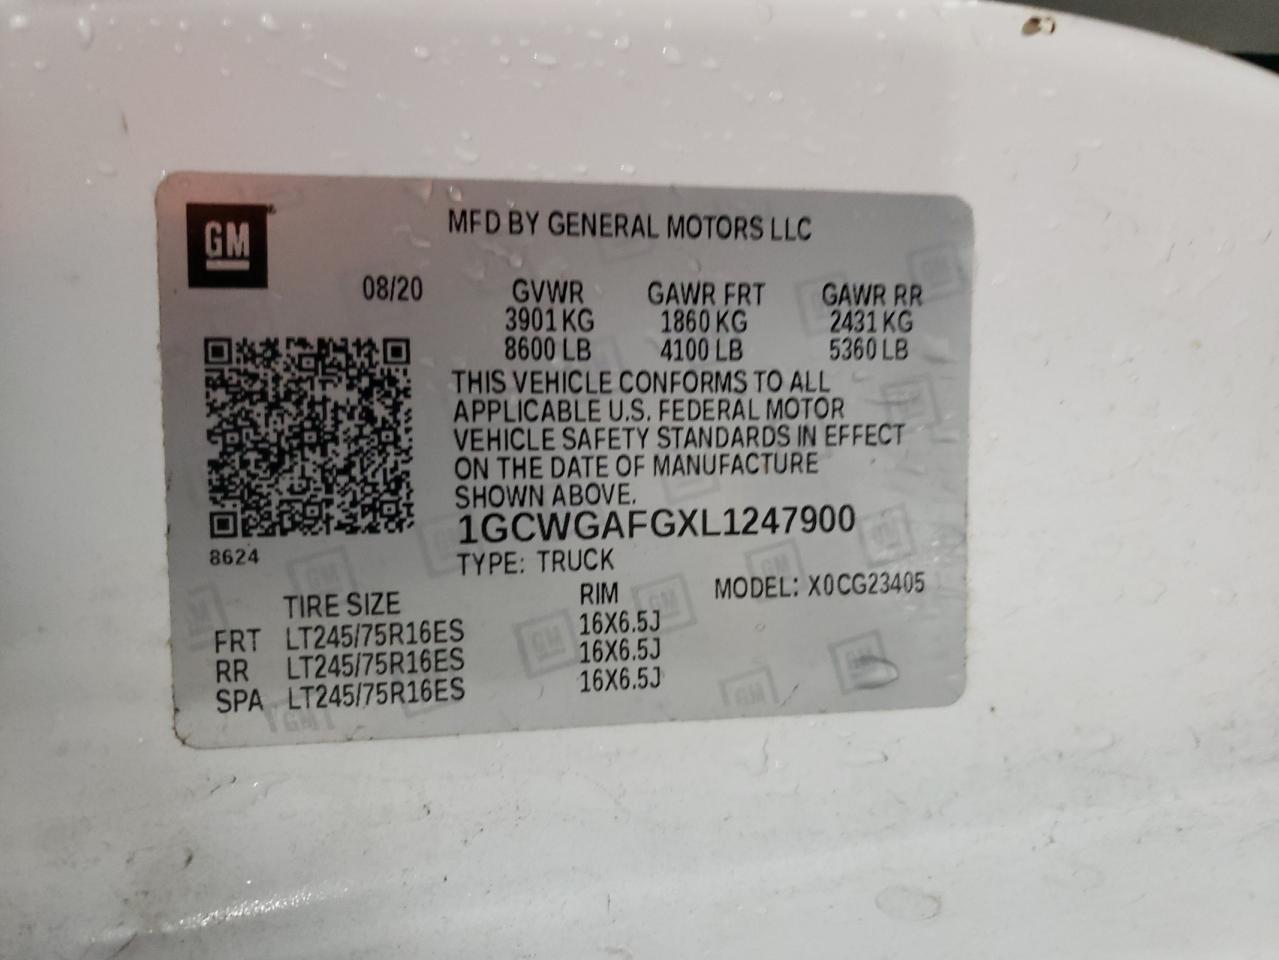 GM
MFD BY GENERAL MOTORS LLC
08/20 GVWR GAWR FRT GAWR RR
3901 KG 1860 KG 2431 KG
8600 LB 4100 LB 5360 LB
THIS VEHICLE CONFORMS TO ALL
APPLICABLE U.S. FEDERAL MOTOR
VEHICLE SAFETY STANDARDS IN EFFECT
ON THE DATE OF MANUFACTURE
SHOWN ABOVE.
1GCWGAFGXL1247900
8624
TYPE: TRUCK
TIRE SIZE RIM MODEL: X0CG23405
FRT LT245/75R16ES 16X6.5J
RR LT245/75R16ES 16X6.5J
SPA LT245/75R16ES 16X6.5J